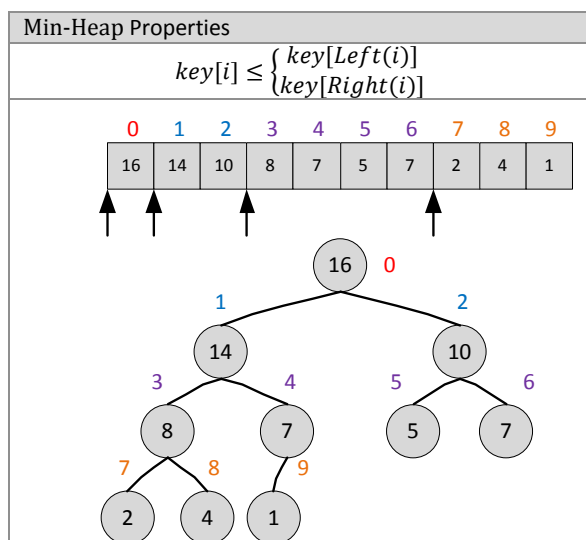 Min-Heap Properties
key[i] ≤ { key[Left(i)]
key[Right(i)]
0 1 2 3 4 5 6 7 8 9
16 14 10 8 7 5 7 2 4 1
16 0
1 2
14 10
3 4 5 6
8 7 5 7
7 8 9
2 4 1